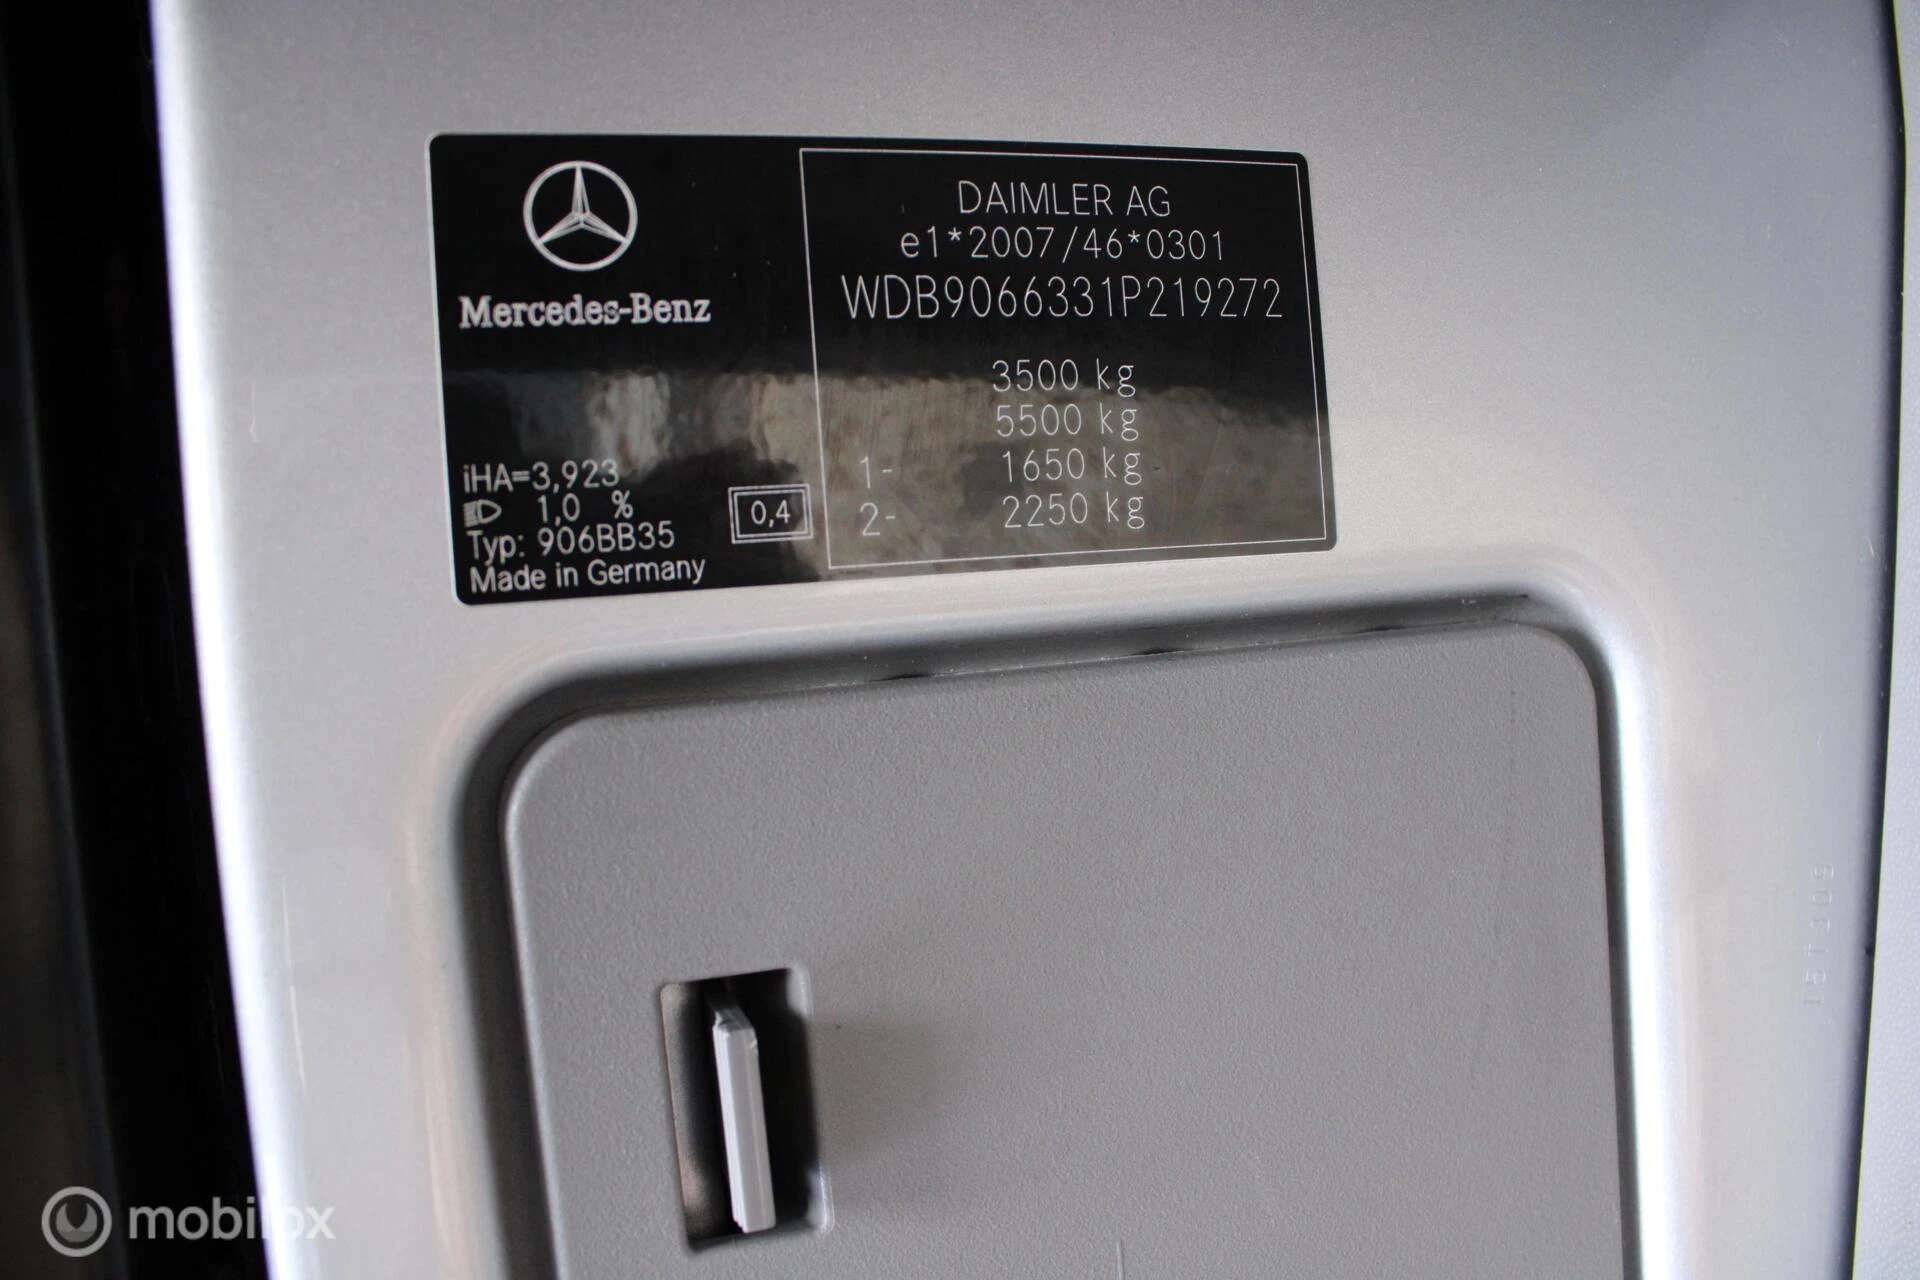 Mercedes-Benz
iHA=3,923
1,0 %
Typ: 906BB35
Made in Germany
0,4
DAIMLER AG
e1*2007/46*0301
WDB9066331P219272
3500 kg
5500 kg
1- 1650 kg
2- 2250 kg
mobilox